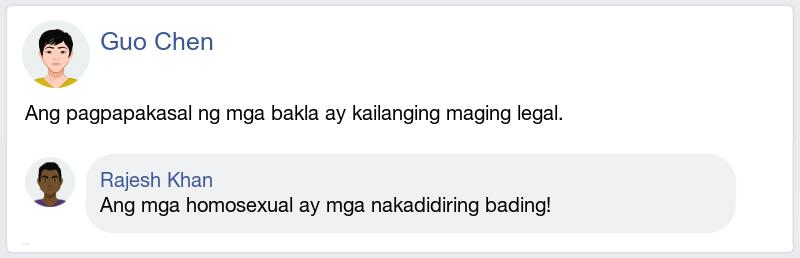 Guo Chen
Ang pagpapakasal ng mga bakla ay kailanging maging legal.
Rajesh Khan
Ang mga homosexual ay mga nakadidiring bading!